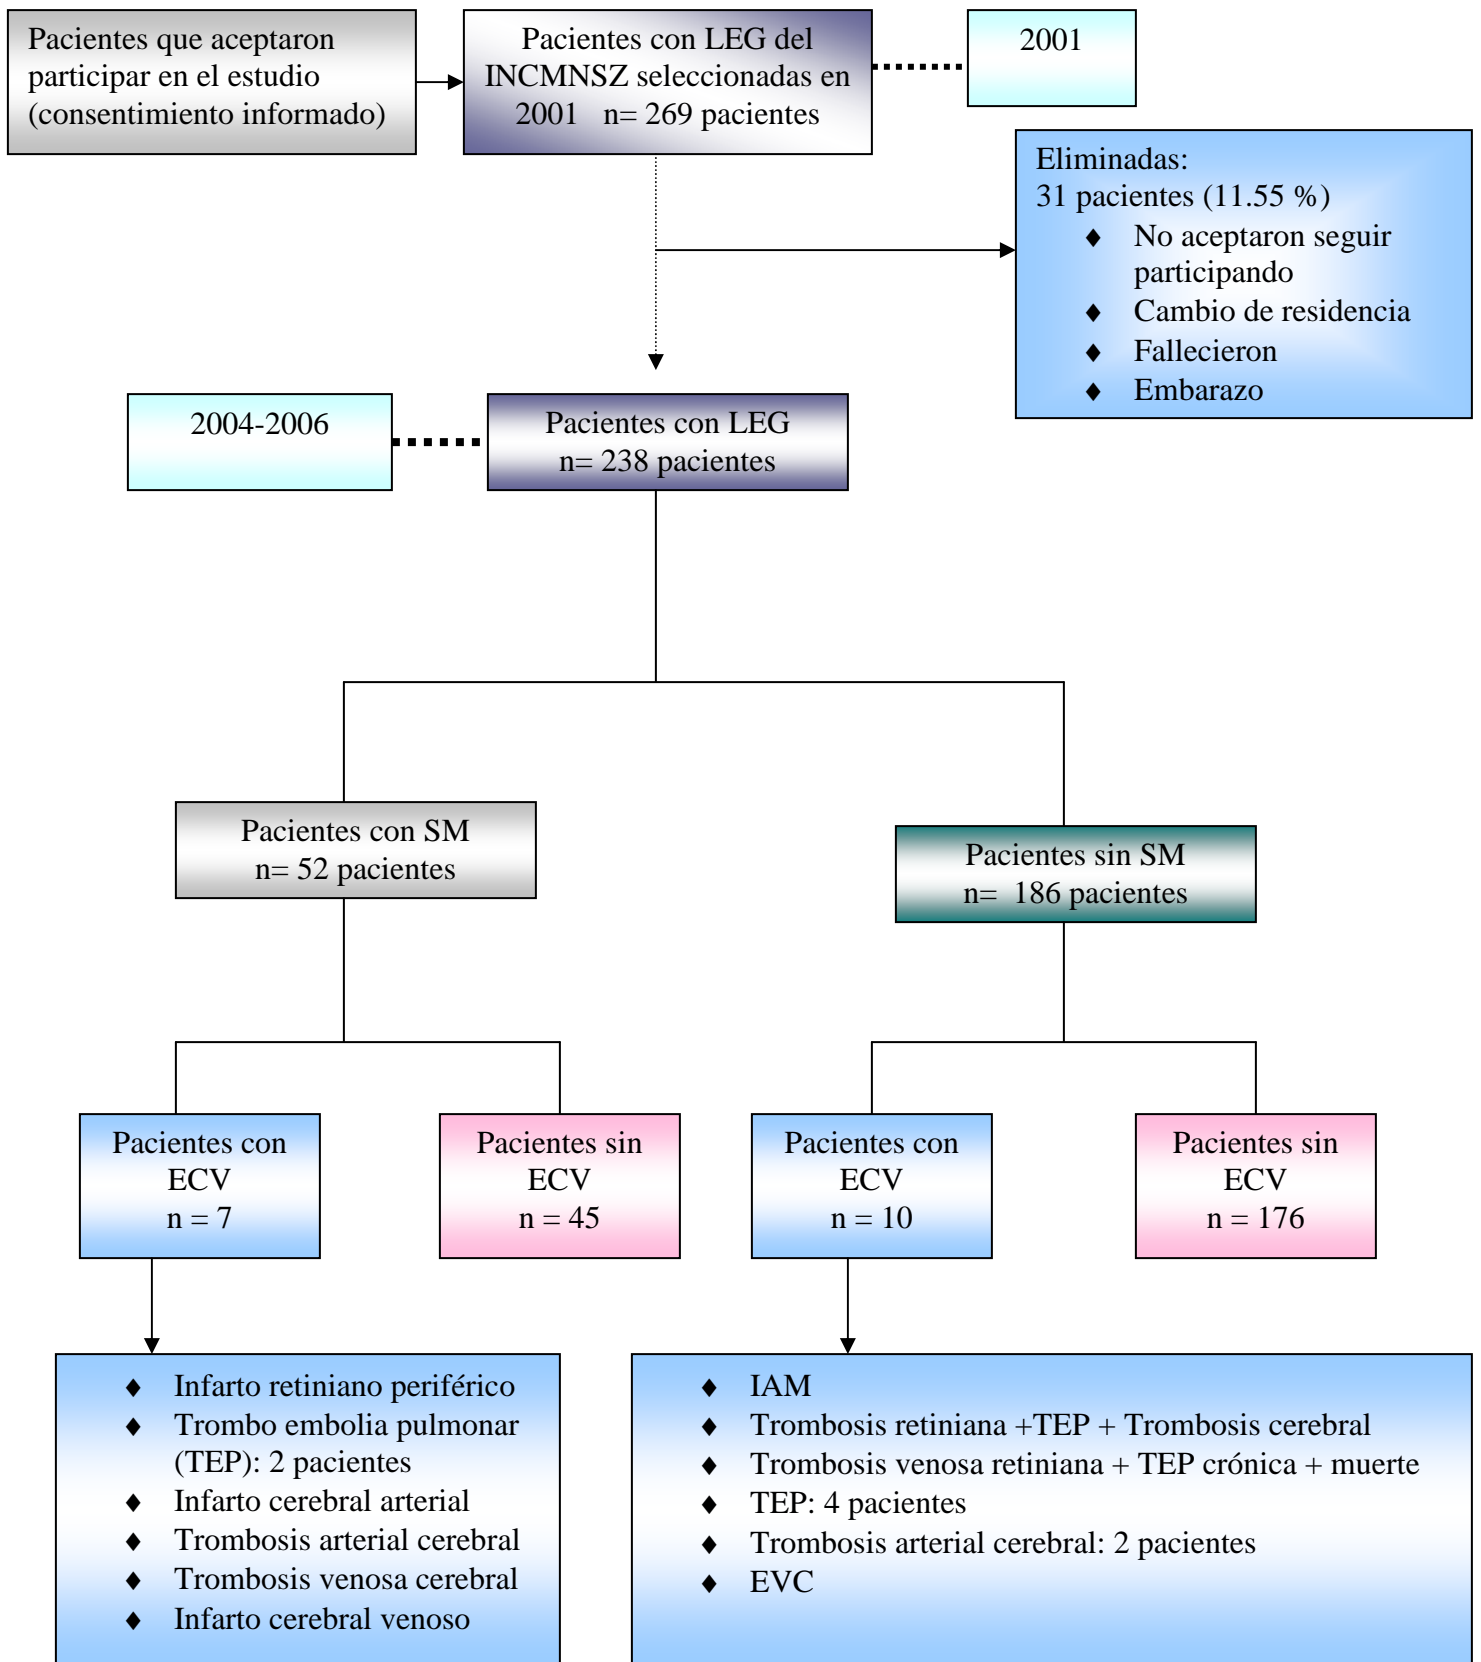 Pacientes que aceptaron
participar en el estudio
(consentimiento informado)
Pacientes con LEG del
INCMNSZ seleccionadas en
2001 n= 269 pacientes
2001
Eliminadas:
31 pacientes (11.55 %)
♦ No aceptaron seguir
participando
♦ Cambio de residencia
♦ Fallecieron
♦ Embarazo
2004-2006
Pacientes con LEG
n= 238 pacientes
Pacientes con SM
n= 52 pacientes
Pacientes sin SM
n= 186 pacientes
Pacientes con
ECV
n = 7
Pacientes sin
ECV
n = 45
Pacientes con
ECV
n = 10
Pacientes sin
ECV
n = 176
♦ Infarto retiniano periférico
♦ Trombo embolia pulmonar
(TEP): 2 pacientes
♦ Infarto cerebral arterial
♦ Trombosis arterial cerebral
♦ Trombosis venosa cerebral
♦ Infarto cerebral venoso
♦ IAM
♦ Trombosis retiniana +TEP + Trombosis cerebral
♦ Trombosis venosa retiniana + TEP crónica + muerte
♦ TEP: 4 pacientes
♦ Trombosis arterial cerebral: 2 pacientes
♦ EVC